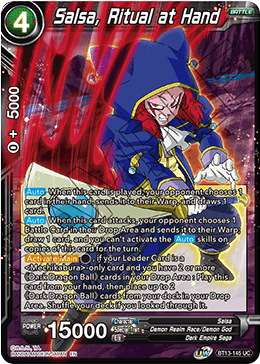 Salsa, Ritual at Hand
BATTLE
4
0 + 5000
Auto When this card is played, your opponent chooses 1
card in their hand, sends it to their Warp, and draws 1
card.
Auto When this card attacks, your opponent chooses 1
Battle Card in their Drop Area and sends it to their Warp;
draw 1 card, and you can't activate the Auto skills on
copies of this card for the turn.
Activate: Main , if your Leader Card is a
<Mechikabura> only card and you have 2 or more
{Dark Dragon Ball} cards in your Drop Area : Play this
card from your hand, then place up to 2
{Dark Dragon Ball} cards from your deck in your Drop
Area. Shuffle your deck if you looked through it.
POWER
15000
Salsa
Demon Realm Race/Demon God
Dark Empire Saga
BT13-145 UC